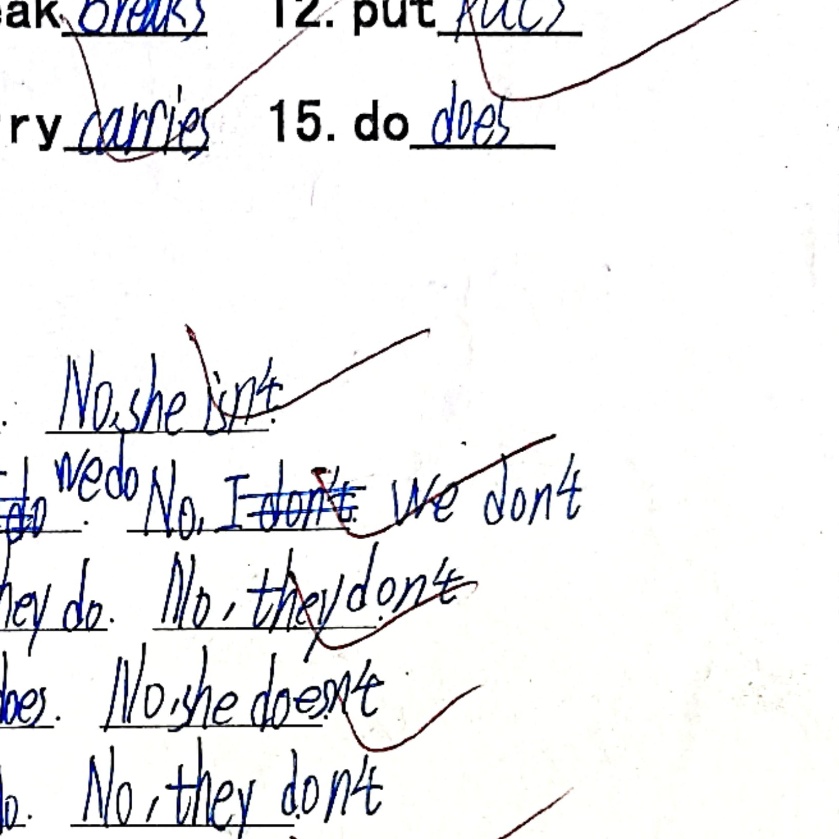 eak breaks 12. put puts
ry carries 15. do does
. No, she isn't.
do we do. No, I don't. we don't
hey do. No, they don't.
oes. No, she doesn't
o. No, they don't